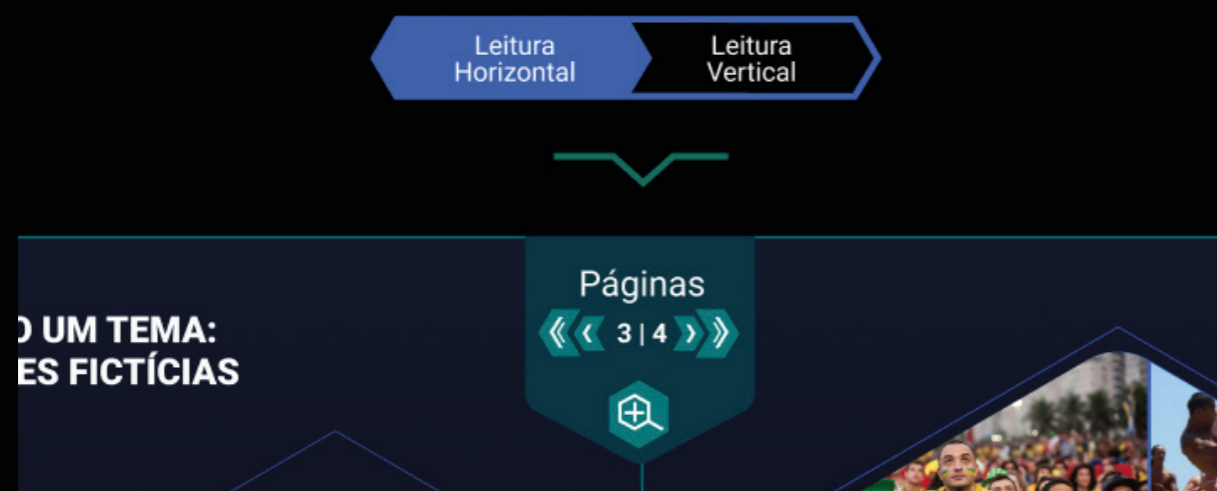 Leitura
Horizontal
Leitura
Vertical
Páginas
3 | 4
O UM TEMA:
ES FICTÍCIAS